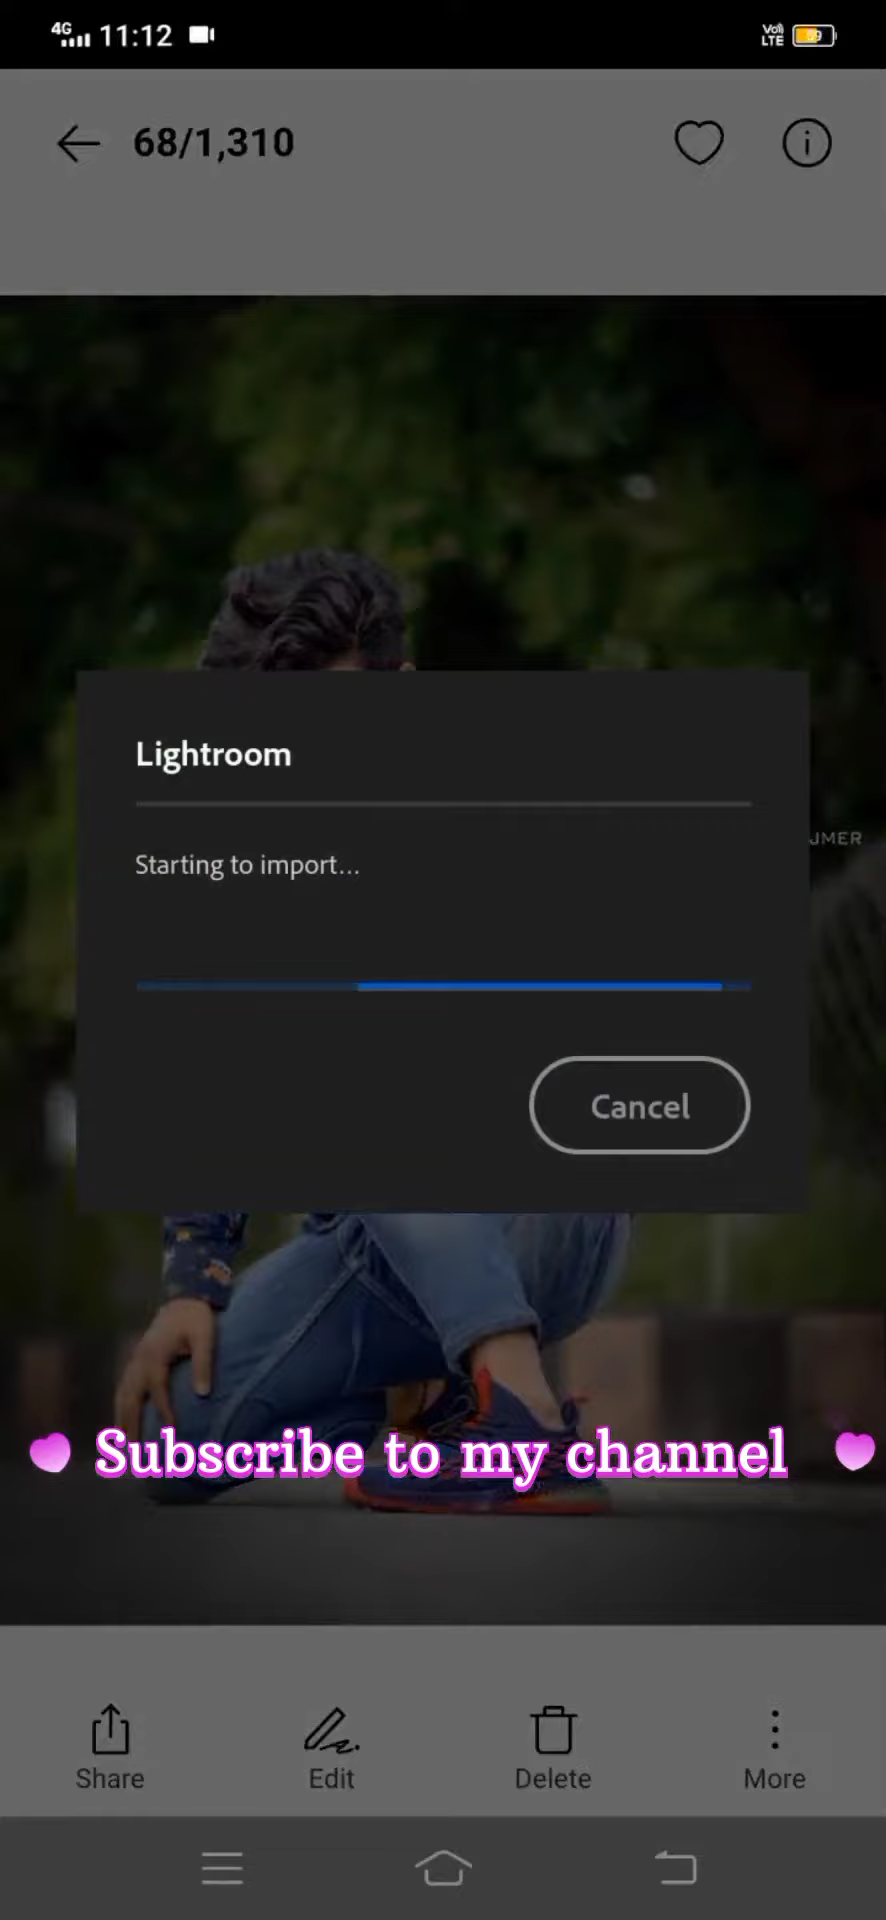 4G 11:12 Vo) LTE 59
68/1,310
Lightroom
JMER
Starting to import...
Cancel
Subscribe to my channel
Share Edit Delete More